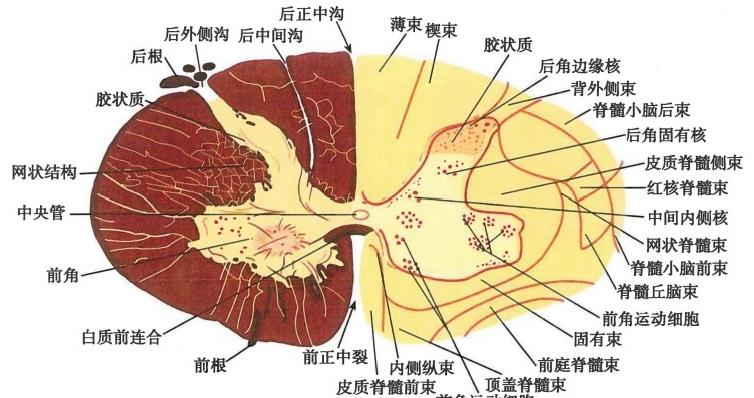 后正中沟
后外侧沟
后中间沟
后根
胶状质
网状结构
中央管
前角
白质前连合
前根
前正中裂
薄束
楔束
胶状质
后角边缘核
背外侧束
脊髓小脑后束
后角固有核
皮质脊髓侧束
红核脊髓束
中间内侧核
网状脊髓束
脊髓小脑前束
脊髓丘脑束
前角运动细胞
固有束
前庭脊髓束
内侧纵束
顶盖脊髓束
皮质脊髓前束